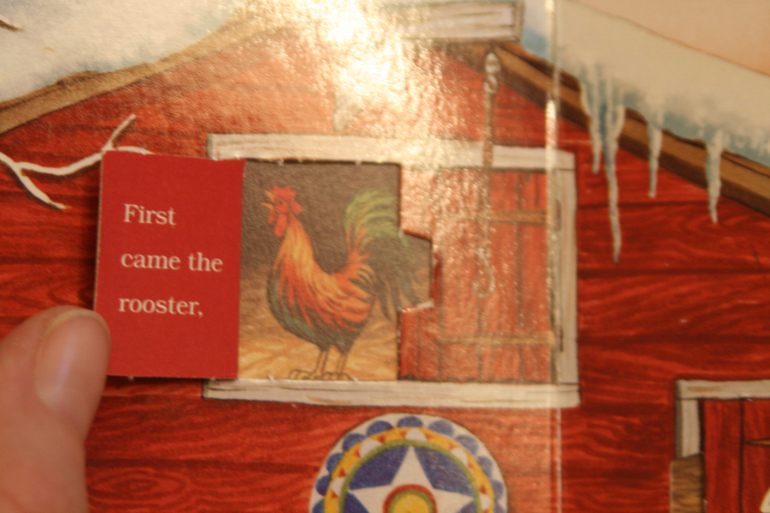 First
came the
rooster,